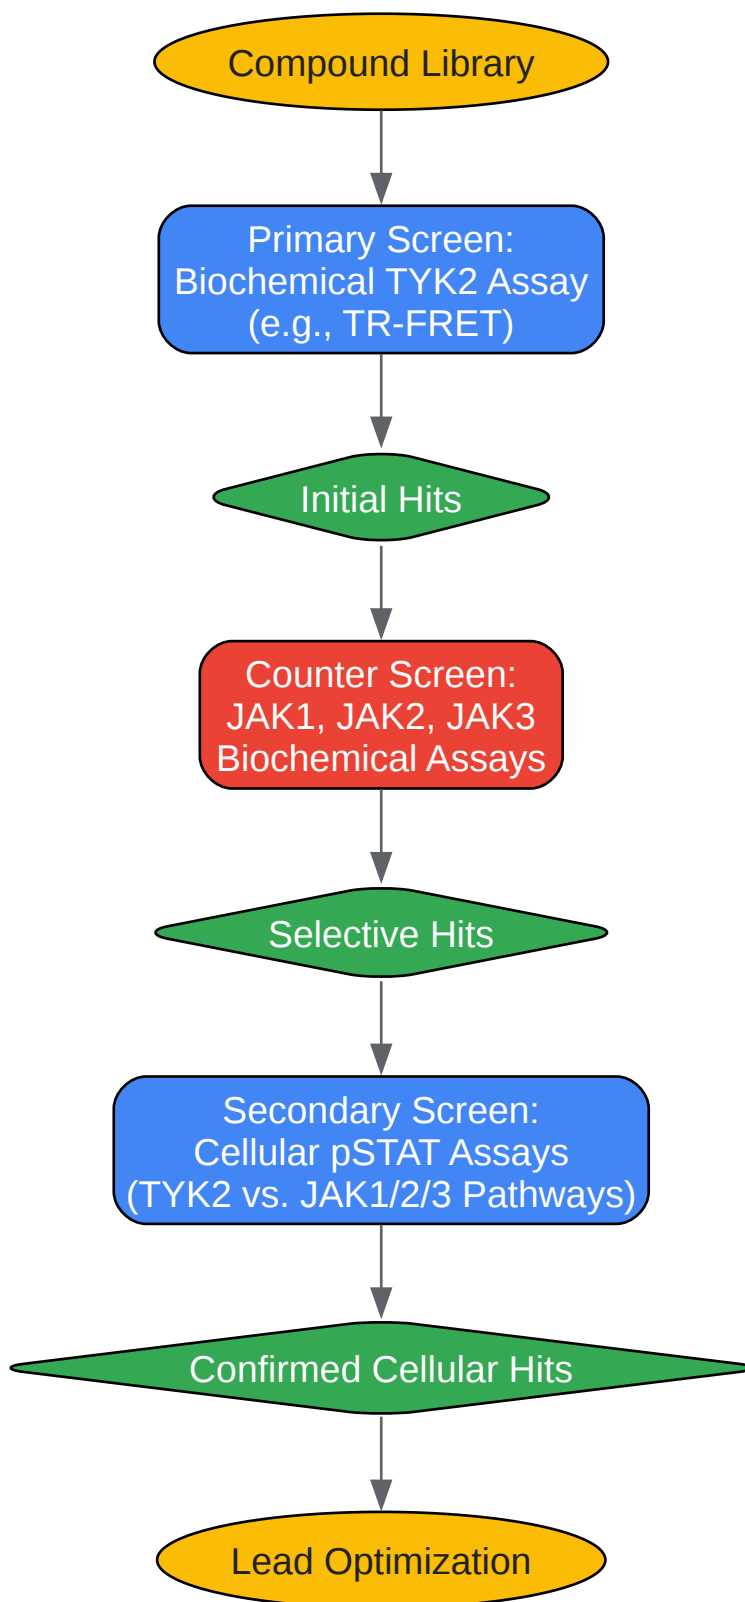 Compound Library
Primary Screen:
Biochemical TYK2 Assay
(e.g., TR-FRET)
Initial Hits
Counter Screen:
JAK1, JAK2, JAK3
Biochemical Assays
Selective Hits
Secondary Screen:
Cellular pSTAT Assays
(TYK2 vs. JAK1/2/3 Pathways)
Confirmed Cellular Hits
Lead Optimization